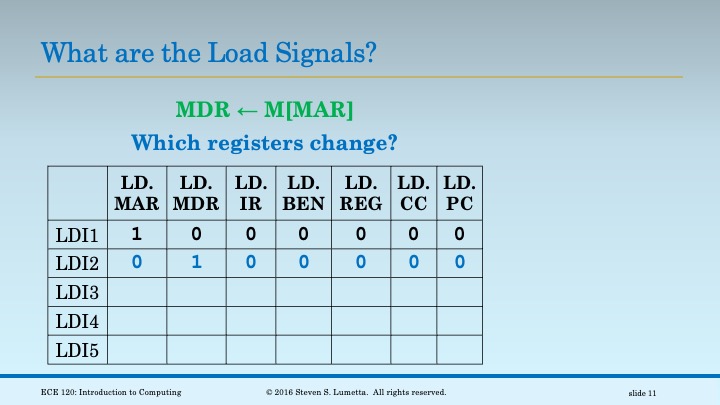 What are the Load Signals?
MDR ← M[MAR]
Which registers change?
LD. LD. LD. LD. LD. LD. LD.
MAR MDR IR BEN REG CC PC
LDI1 1 0 0 0 0 0 0
LDI2 0 1 0 0 0 0 0
LDI3
LDI4
LDI5
ECE 120: Introduction to Computing © 2016 Steven S. Lumetta. All rights reserved. slide 11